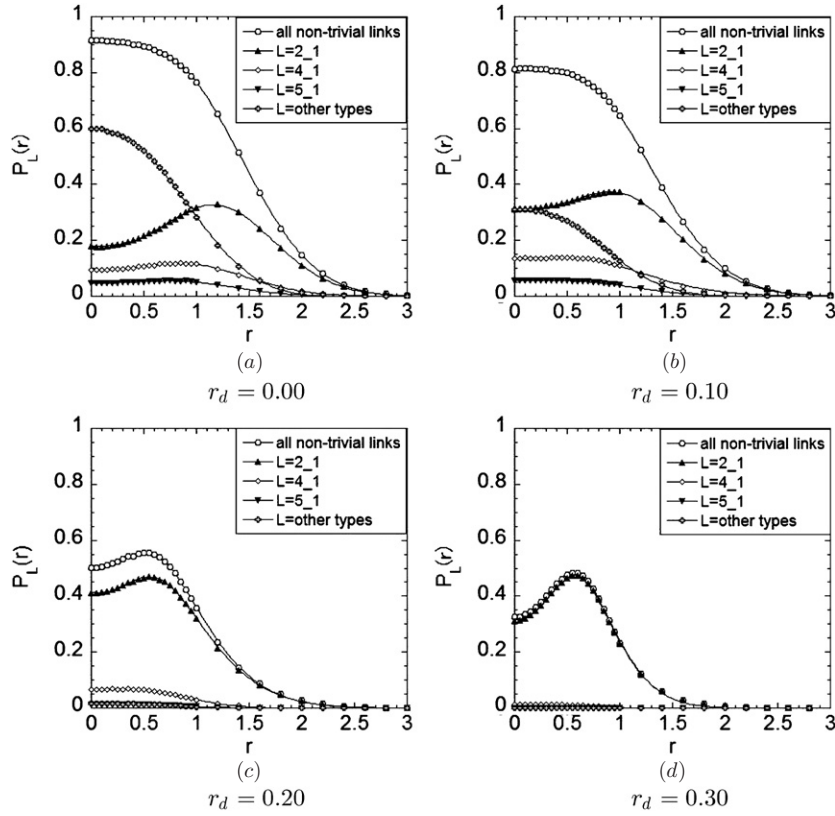 1
0.8
0.6
0.4
0.2
0
P_L(r)
0 0.5 1 1.5 2 2.5 3
r
all non-trivial links
L=2_1
L=4_1
L=5_1
L=other types
(a)
r_d = 0.00
1
0.8
0.6
0.4
0.2
0
P_L(r)
0 0.5 1 1.5 2 2.5 3
r
all non-trivial links
L=2_1
L=4_1
L=5_1
L=other types
(b)
r_d = 0.10
1
0.8
0.6
0.4
0.2
0
P_L(r)
0 0.5 1 1.5 2 2.5 3
r
all non-trivial links
L=2_1
L=4_1
L=5_1
L=other types
(c)
r_d = 0.20
1
0.8
0.6
0.4
0.2
0
P_L(r)
0 0.5 1 1.5 2 2.5 3
r
all non-trivial links
L=2_1
L=4_1
L=5_1
L=other types
(d)
r_d = 0.30